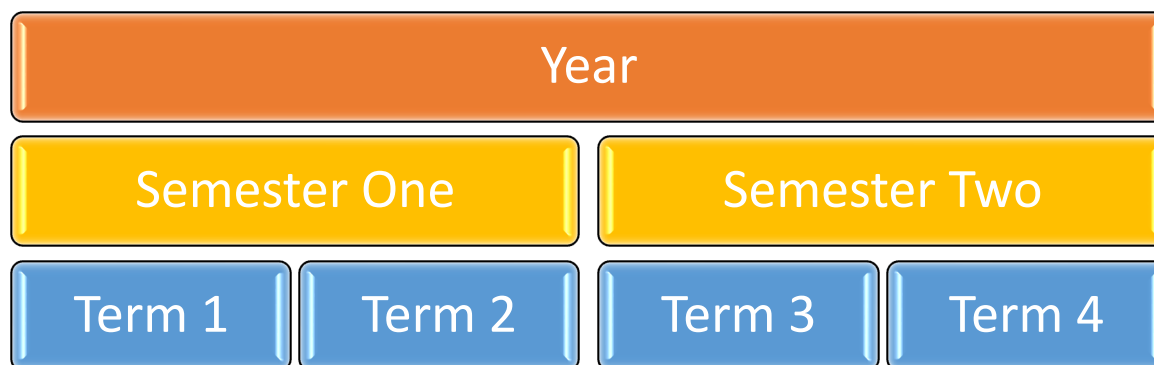 Year
Semester One Semester Two
Term 1 Term 2 Term 3 Term 4